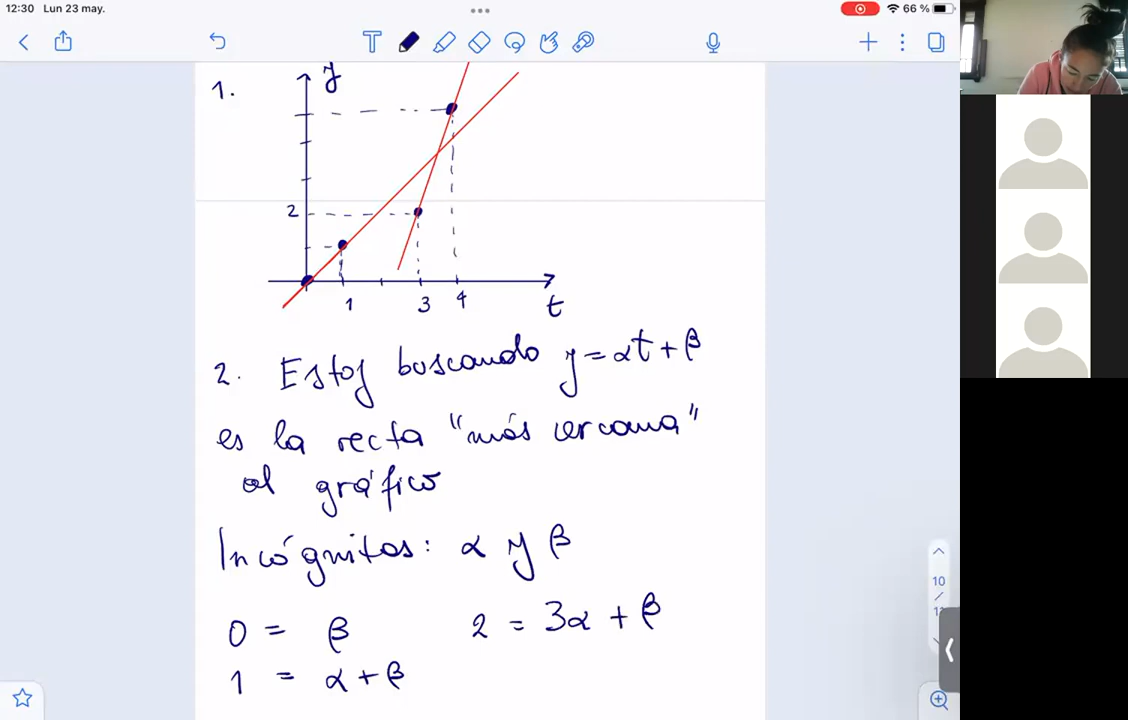 12:30 Lun 23 may.
66 %
T
1.
y
2
1
3
4
t
2. Estoy buscando y = αt + β
es la recta "más cercana"
al gráfico
Incógnitas: α y β
0 = β 2 = 3α + β
1 = α + β
10
/